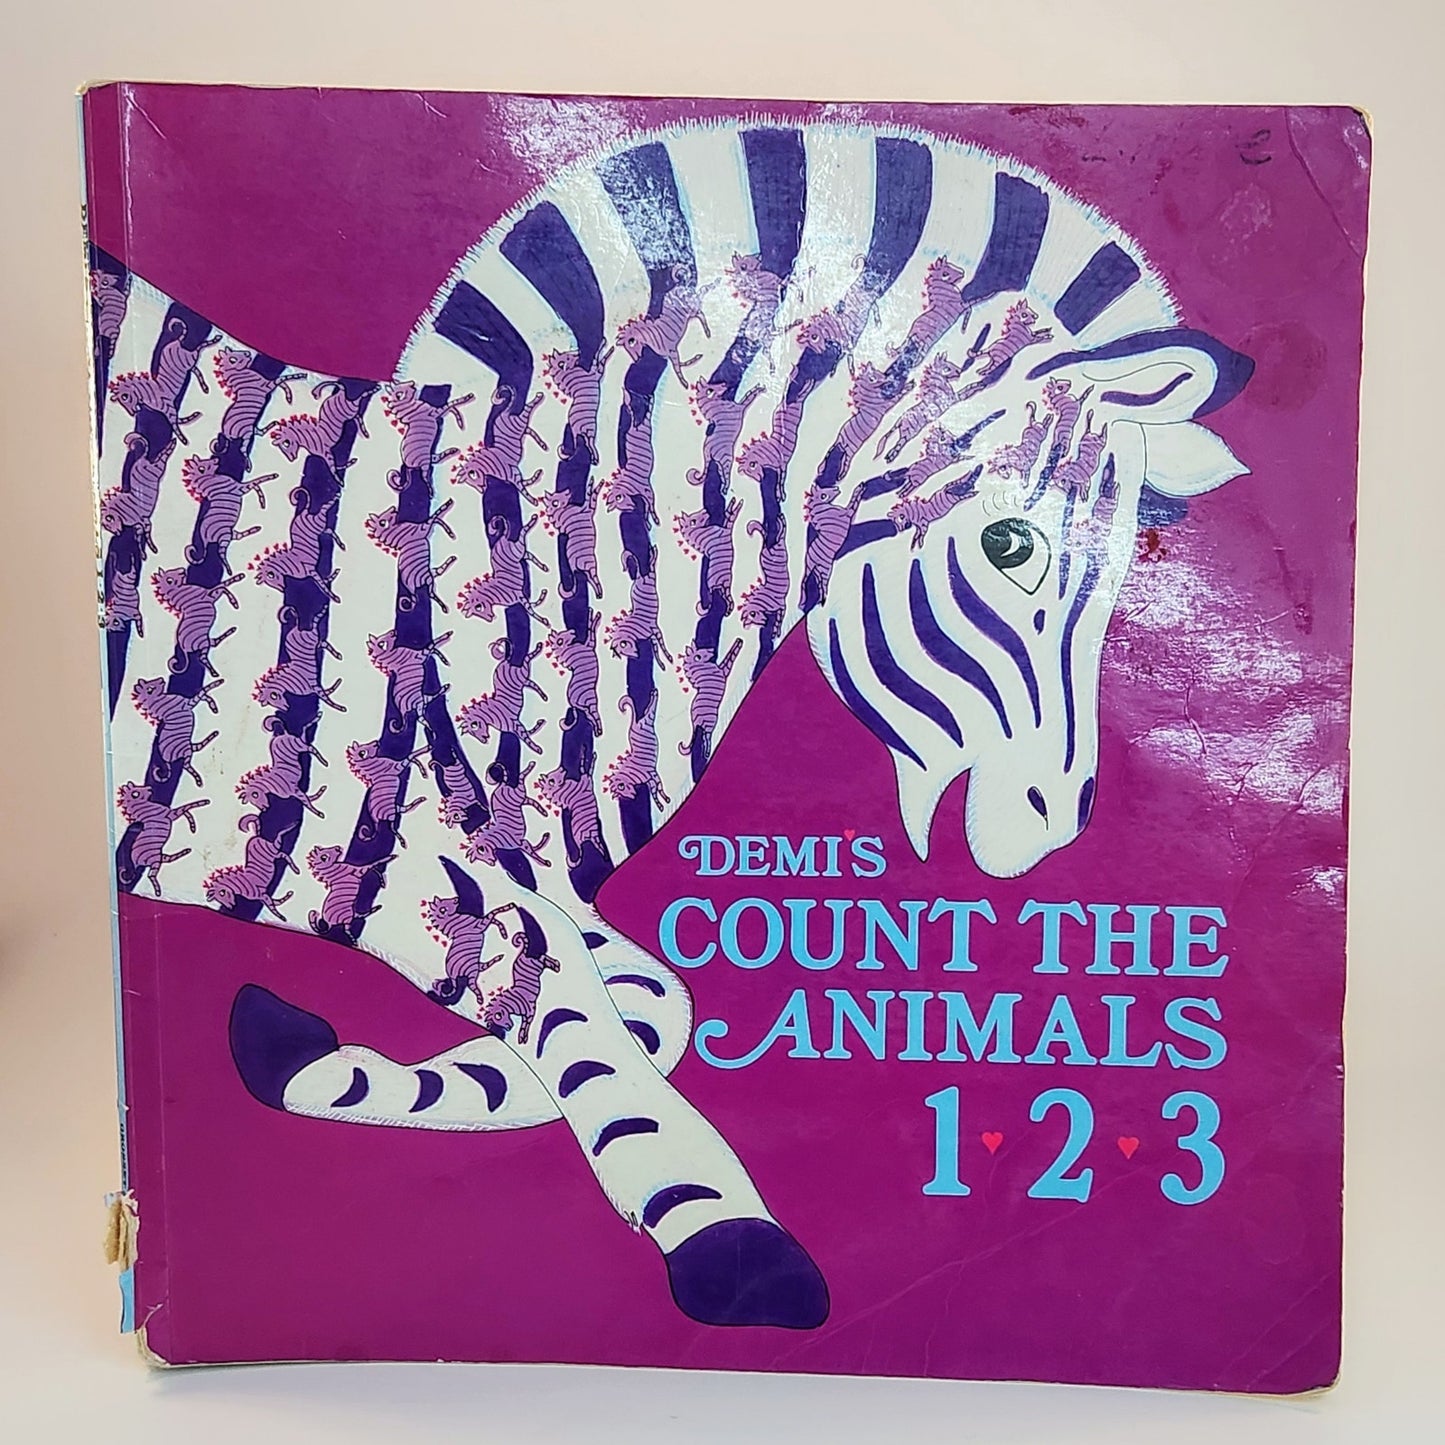 DEMI'S
COUNT THE
ANIMALS
1 • 2 • 3